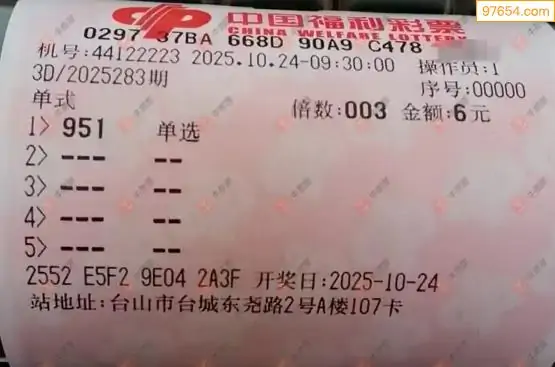 97654.com
中国福利彩票
CHINA WELFARE LOTTERY
0297 37BA 668D 90A9 C478
机号:44122223 2025.10.24-09:30:00 操作员:1
3D/2025283期 序号:00000
单式 倍数:003 金额:6元
1> 951 单选
2> --- --
3> --- --
4> --- --
5> --- --
2552 E5F2 9E04 2A3F 开奖日:2025-10-24
站地址:台山市台城东尧路2号A楼107卡